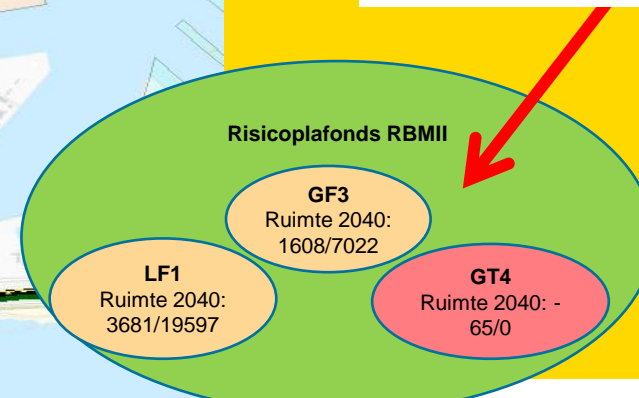 Risicoplafonds RBMII
GF3
Ruimte 2040:
1608/7022
LF1
Ruimte 2040:
3681/19597
GT4
Ruimte 2040: -
65/0